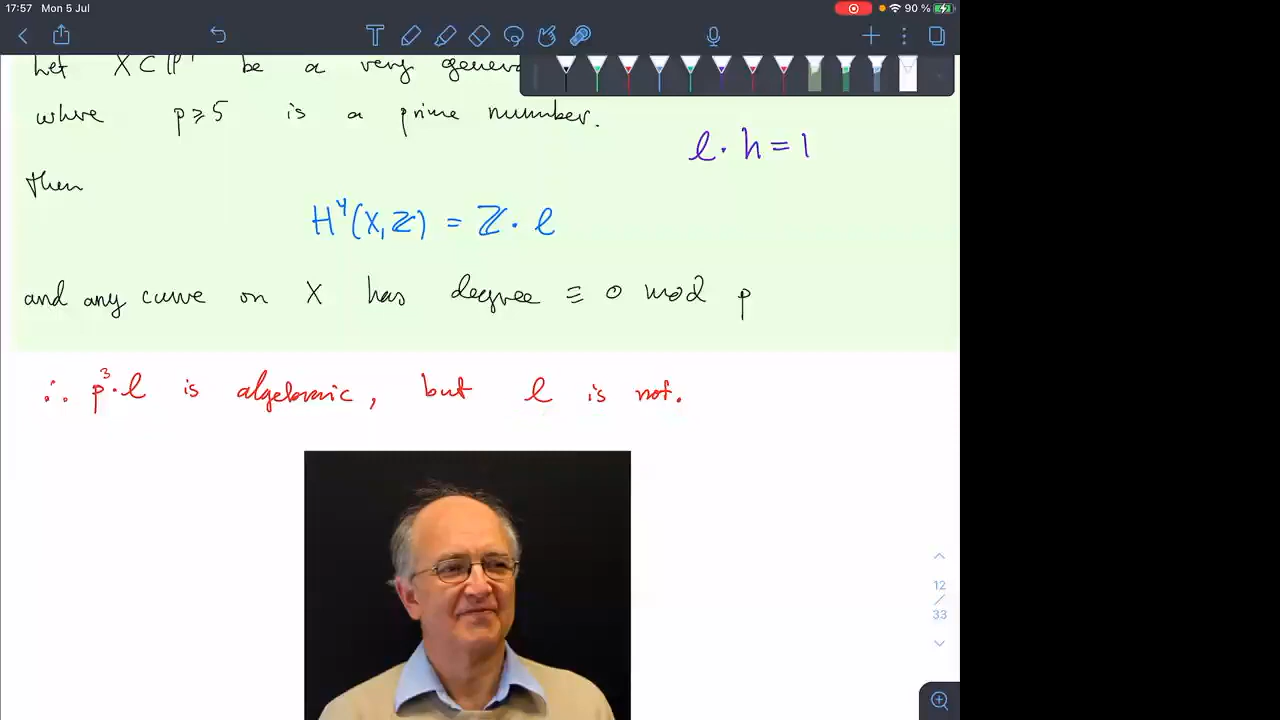 17:57 Mon 5 Jul
90 %
Let X ⊂ ℙ⁴ be a very genera
where p ⩾ 5 is a prime number.
l · h = 1
then
H⁴(X, ℤ) = ℤ · l
and any curve on X has degree ≡ 0 mod p
∴ p³ · l is algebraic, but l is not.
12
/
33